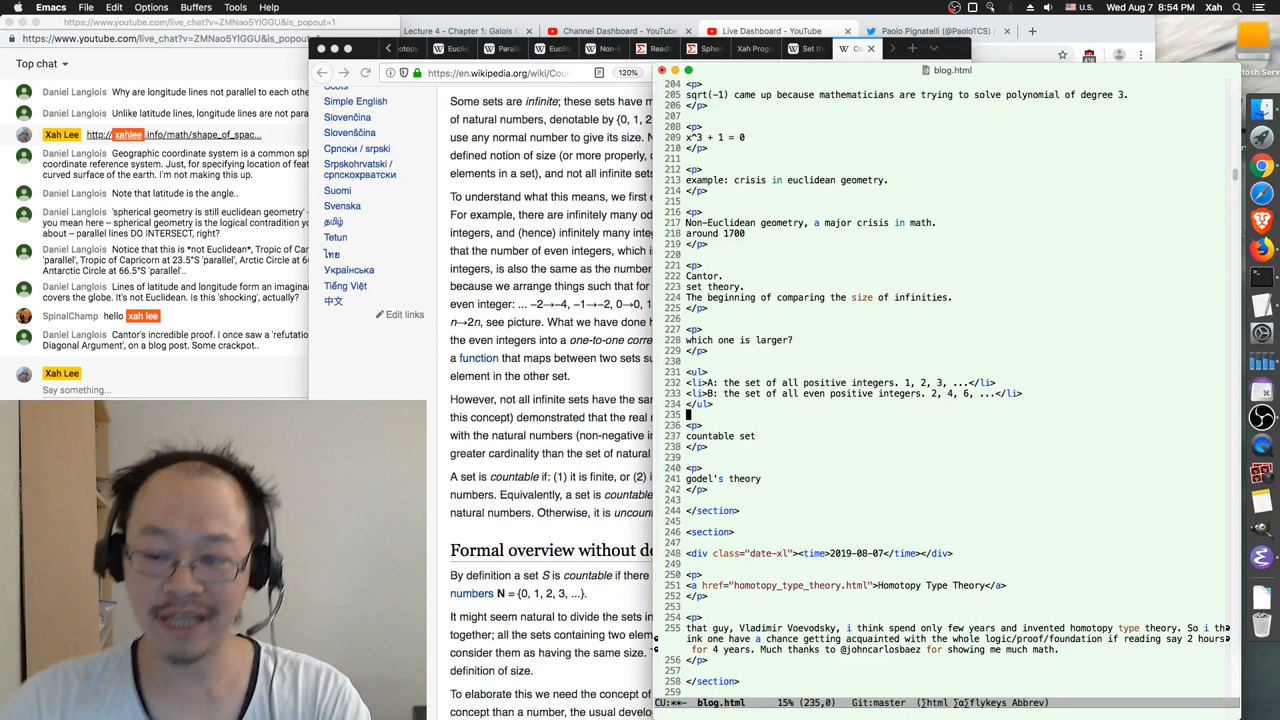 Emacs File Edit Options Buffers Tools Help
Friday, August 9 8:54 PM
https://www.youtube.com/live_chat?v=ZMNao5YIGGU&is_popout=1
https://www.youtube.com/live_chat?v=ZMNao5YIGGU&is_popout=1
Lecture 4 - Chapter 1: Galois C
Channel Dashboard - YouTube
Live Dashboard - YouTube
Paolo Pignatelli (@PaoloTCS) /
Top chat
Daniel Langlois Why are longitude lines not parallel to each othe
Daniel Langlois Unlike latitude lines, longitude lines are not par
Xah Lee http://xahlee.info/math/shape_of_spac...
Daniel Langlois Geographic coordinate system is a common sp
coordinate reference system. Just, for specifying location of feat
curved surface of the earth. I'm not making this up.
Daniel Langlois Note that latitude is the angle..
Daniel Langlois 'spherical geometry is still euclidean geometry' -
you mean here -- spherical geometry is the logical contradiction
about -- parallel lines DO INTERSECT, right?
Daniel Langlois Notice that this is *not Euclidean*, Tropic of Ca
'parallel', Tropic of Capricorn at 23.5°S 'parallel', Arctic Circle at 6
Antarctic Circle at 66.5°S 'parallel'..
Daniel Langlois Lines of latitude and longitude form an imaginar
covers the globe. It's not Euclidean. Is this 'shocking', actually?
SpinalChamp hello xah lee
Daniel Langlois Cantor's incredible proof. I once saw a 'refutatio
Diagonal Argument', on a blog post. Some crackpot..
Xah Lee
Say something...
Euclid
Paralle
Euclid
Non-E
Readi
Spher
Xah Prog
Set th
https://en.wikipedia.org/wiki/Cour
120%
Simple English
Slovenčina
Slovenščina
Српски / srpski
Srpskohrvatski /
српскохрватски
Suomi
Svenska
தமிழ்
Tetun
ไทย
Українська
Tiếng Việt
中文
Edit links
Some sets are infinite; these sets have m
of natural numbers, denotable by {0, 1, 2
use any normal number to give its size. N
defined notion of size (or more properly, c
elements in a set), and not all infinite sets
To understand what this means, we first e
For example, there are infinitely many od
integers, and (hence) infinitely many integ
that the number of even integers, which i
integers, is also the same as the number
because we arrange things such that for
even integer: ... −2→−4, −1→−2, 0→0, 1
n→2n, see picture. What we have done h
the even integers into a one-to-one corre
a function that maps between two sets su
element in the other set.
However, not all infinite sets have the sam
this concept) demonstrated that the real r
with the natural numbers (non-negative in
greater cardinality than the set of natural
A set is countable if: (1) it is finite, or (2) i
numbers. Equivalently, a set is countable
natural numbers. Otherwise, it is uncount
Formal overview without de
By definition a set S is countable if there
numbers N = {0, 1, 2, 3, ...}.
It might seem natural to divide the sets in
together; all the sets containing two elem
consider them as having the same size.
definition of size.
To elaborate this we need the concept of
concept than a number, the usual develo
blog.html
204 <p>
205 sqrt(-1) came up because mathematicians are trying to solve polynomial of degree 3.
206 </p>
207
208 <p>
209 x^3 + 1 = 0
210 </p>
211
212 <p>
213 example: crisis in euclidean geometry.
214 </p>
215
216 <p>
217 Non-Euclidean geometry, a major crisis in math.
218 around 1700
219 </p>
220
221 <p>
222 Cantor.
223 set theory.
224 The beginning of comparing the size of infinities.
225 </p>
226
227 <p>
228 which one is larger?
229 </p>
230
231 <ul>
232 <li>A: the set of all positive integers. 1, 2, 3, ...</li>
233 <li>B: the set of all even positive integers. 2, 4, 6, ...</li>
234 </ul>
235
236 <p>
237 countable set
238 </p>
239
240 <p>
241 godel's theory
242 </p>
243
244 </section>
245
246 <section>
247
248 <div class="date-xl"><time>2019-08-07</time></div>
249
250 <p>
251 <a href="homotopy_type_theory.html">Homotopy Type Theory</a>
252 </p>
253
254 <p>
255 that guy, Vladimir Voevodsky, i think spend only few years and invented homotopy type theory. So i th
ink one have a chance getting acquainted with the whole logic/proof/foundation if reading say 2 hours
for 4 years. Much thanks to @johncarlosbaez for showing me much math.
256 </p>
257
258 </section>
259
CU:**- blog.html 15% (235,0) Git:master (∑html ∑α∑flykeys Abbrev)